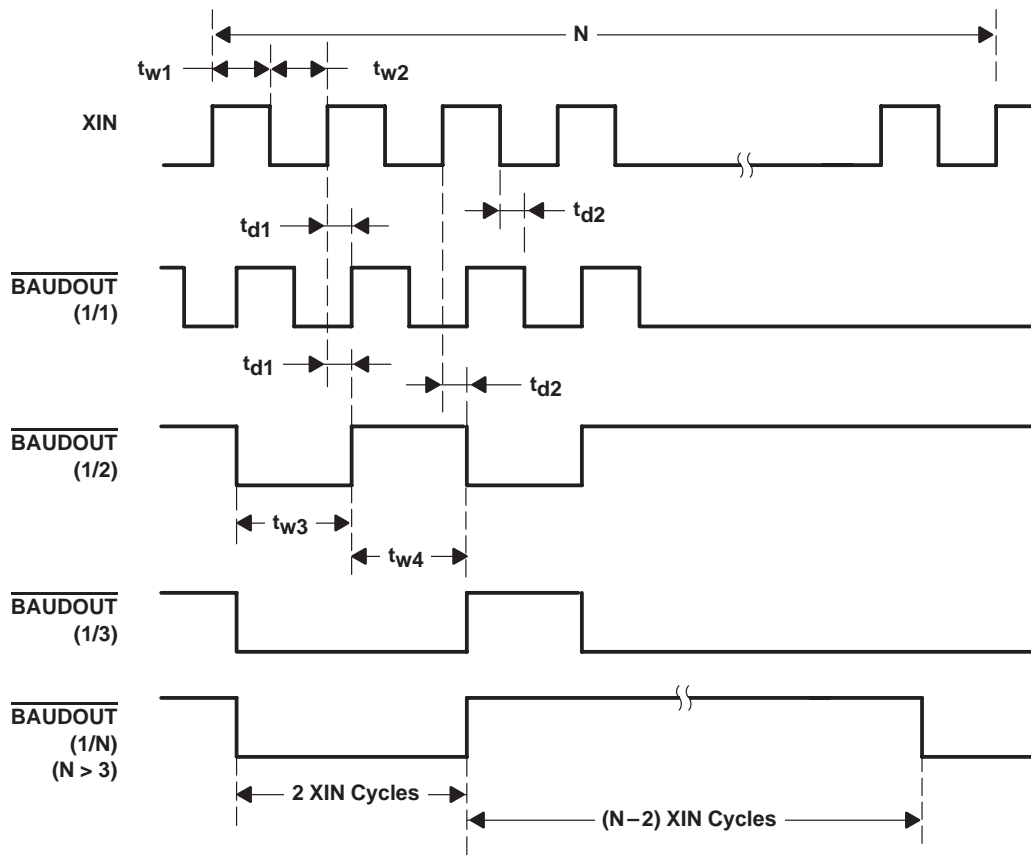 N
tw1
tw2
XIN
td1
td2
BAUDOUT
(1/1)
td1
td2
BAUDOUT
(1/2)
tw3
tw4
BAUDOUT
(1/3)
BAUDOUT
(1/N)
(N > 3)
2 XIN Cycles
(N−2) XIN Cycles